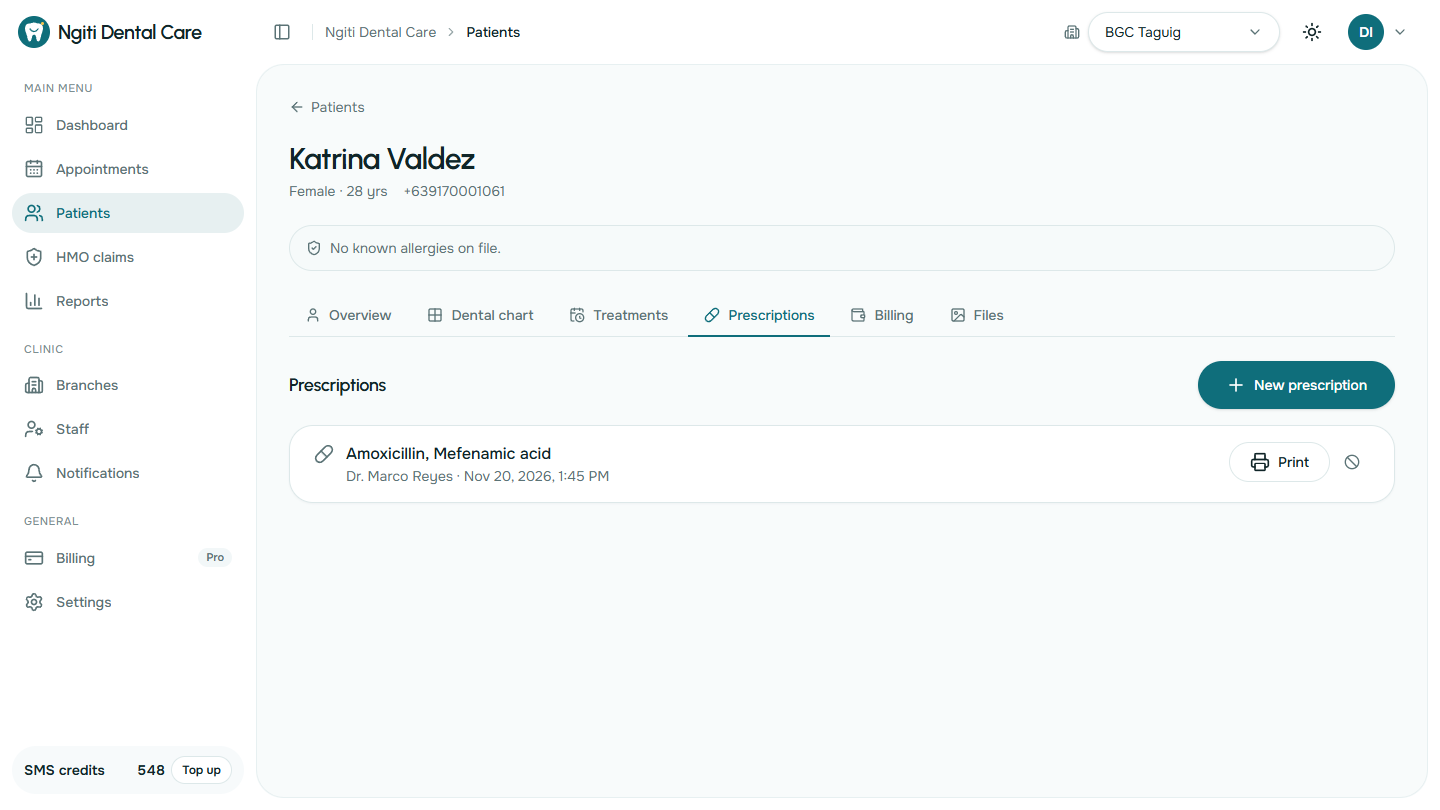 Ngiti Dental Care
Ngiti Dental Care > Patients
BGC Taguig
DI
MAIN MENU
Dashboard
Appointments
Patients
HMO claims
Reports
CLINIC
Branches
Staff
Notifications
GENERAL
Billing
Pro
Settings
SMS credits 548 Top up
Patients
Katrina Valdez
Female · 28 yrs +639170001061
No known allergies on file.
Overview Dental chart Treatments Prescriptions Billing Files
Prescriptions
New prescription
Amoxicillin, Mefenamic acid
Dr. Marco Reyes · Nov 20, 2026, 1:45 PM
Print